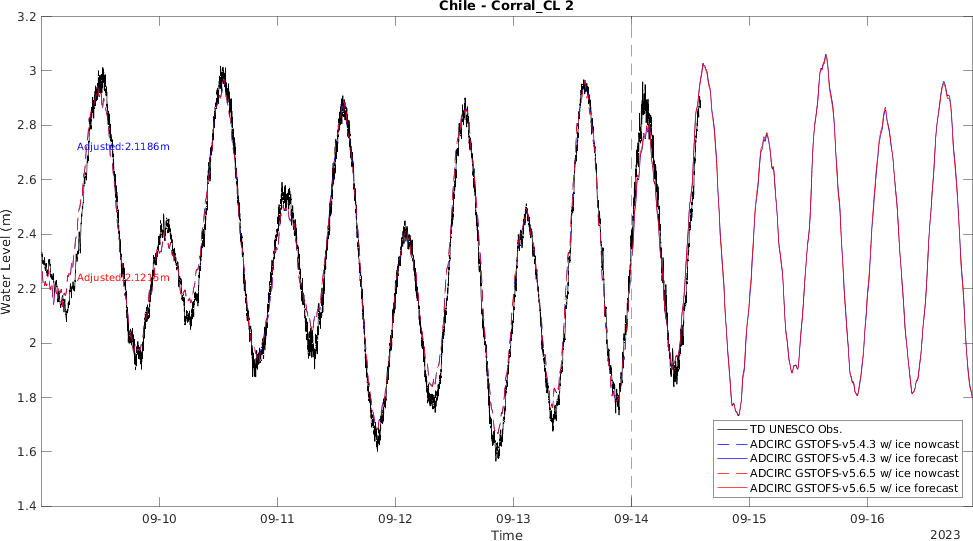 Chile - Corral_CL 2
3.2
3
2.8
2.6
2.4
2.2
2
1.8
1.6
1.4
Water Level (m)
Adjusted:2.1186m
Adjusted:2.1215m
TD UNESCO Obs.
ADCIRC GSTOFS-v5.4.3 w/ ice nowcast
ADCIRC GSTOFS-v5.4.3 w/ ice forecast
ADCIRC GSTOFS-v5.6.5 w/ ice nowcast
ADCIRC GSTOFS-v5.6.5 w/ ice forecast
09-10 09-11 09-12 09-13 09-14 09-15 09-16
Time
2023